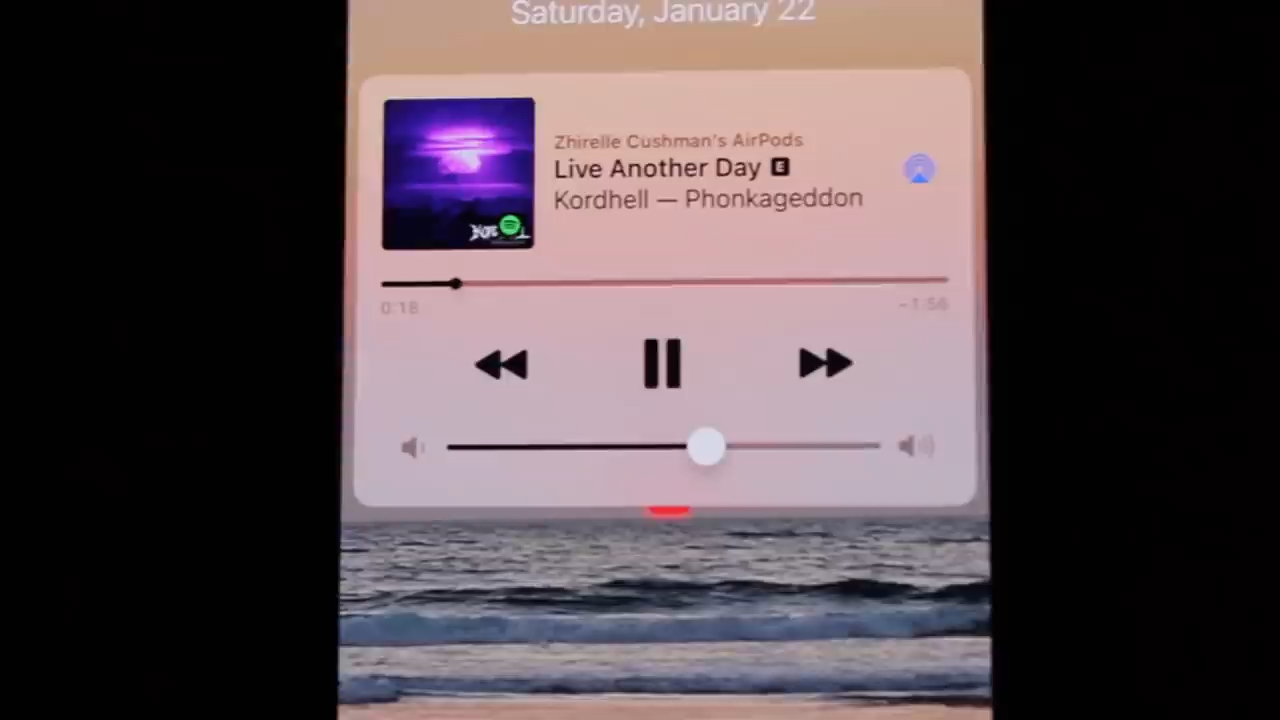 Saturday, January 22
Zhirelle Cushman's AirPods
Live Another Day E
Kordhell — Phonkageddon
0:18
-1:56